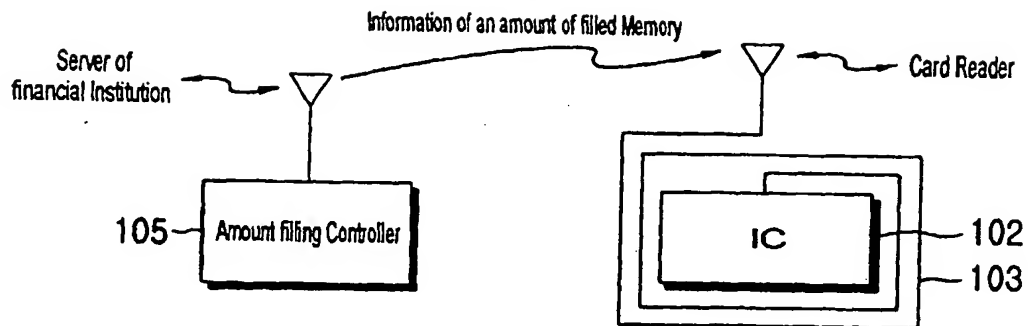 Information of an amount of filled Memory
Server of
financial Institution
Card Reader
105
Amount filling Controller
IC
102
103